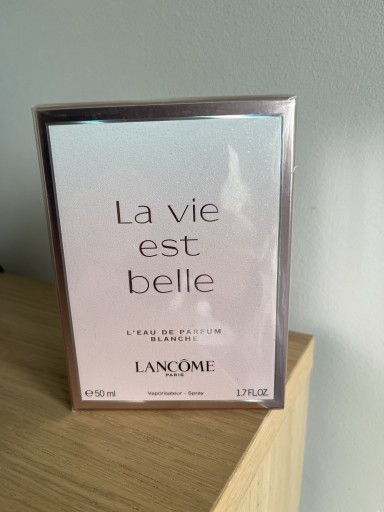 La vie
est
belle
L'EAU DE PARFUM
BLANCHE
LANCÔME
PARIS
℮50 ml Vaporisateur - Spray 1.7 FL.OZ.